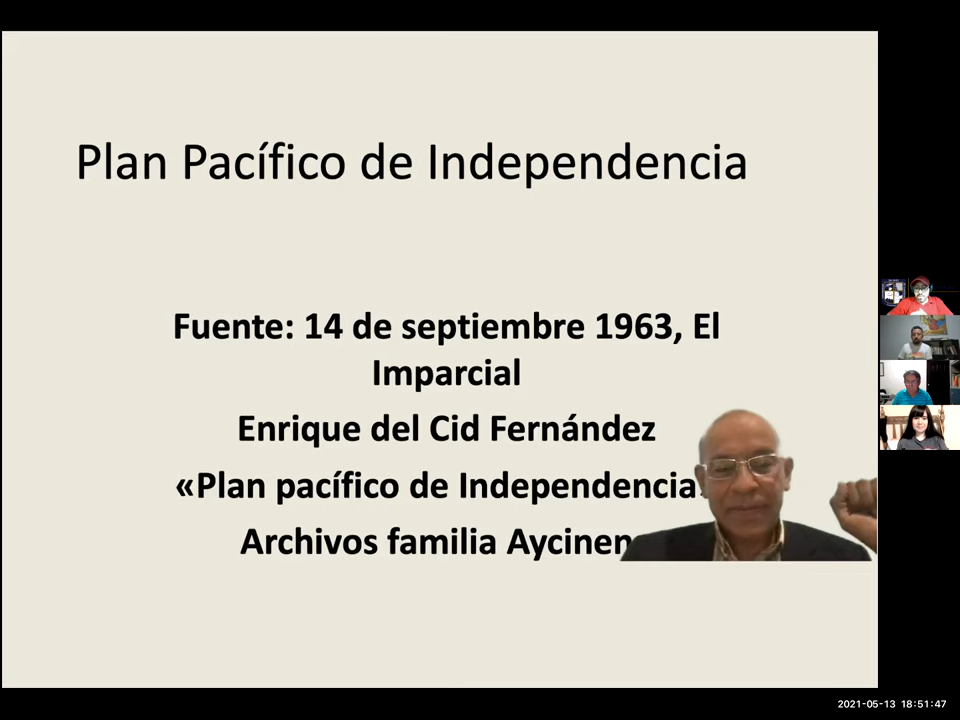 Plan Pacífico de Independencia
Fuente: 14 de septiembre 1963, El
Imparcial
Enrique del Cid Fernández
«Plan pacífico de Independencia»
Archivos familia Aycinen
2021-05-13 18:51:47